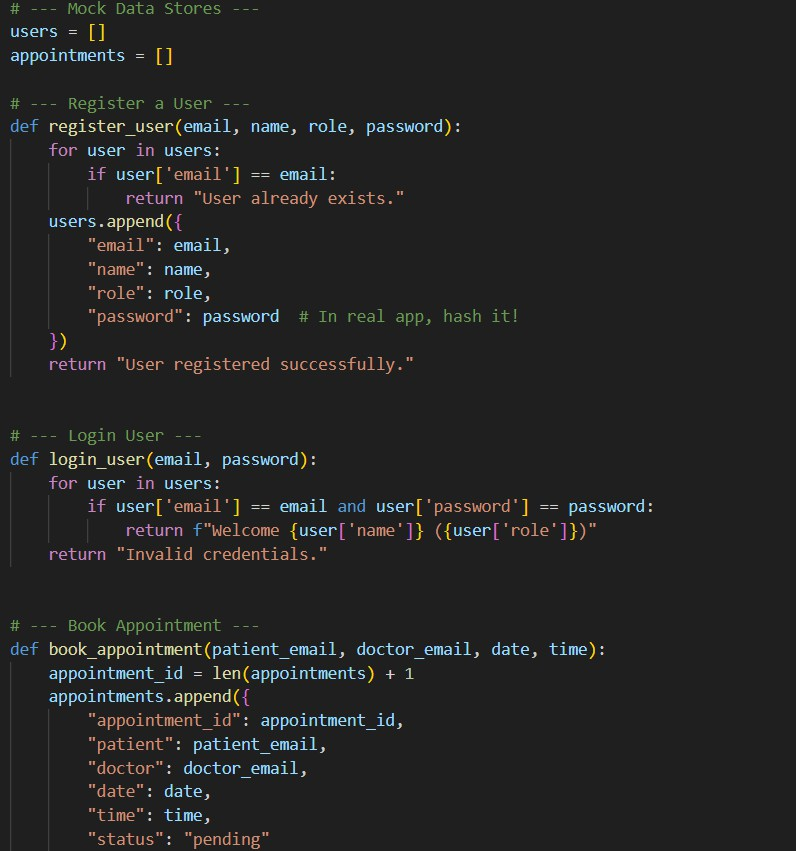 # --- Mock Data Stores ---
users = []
appointments = []
# --- Register a User ---
def register_user(email, name, role, password):
    for user in users:
        if user['email'] == email:
            return "User already exists."
    users.append({
        "email": email,
        "name": name,
        "role": role,
        "password": password  # In real app, hash it!
    })
    return "User registered successfully."
# --- Login User ---
def login_user(email, password):
    for user in users:
        if user['email'] == email and user['password'] == password:
            return f"Welcome {user['name']} ({user['role']})"
    return "Invalid credentials."
# --- Book Appointment ---
def book_appointment(patient_email, doctor_email, date, time):
    appointment_id = len(appointments) + 1
    appointments.append({
        "appointment_id": appointment_id,
        "patient": patient_email,
        "doctor": doctor_email,
        "date": date,
        "time": time,
        "status": "pending"